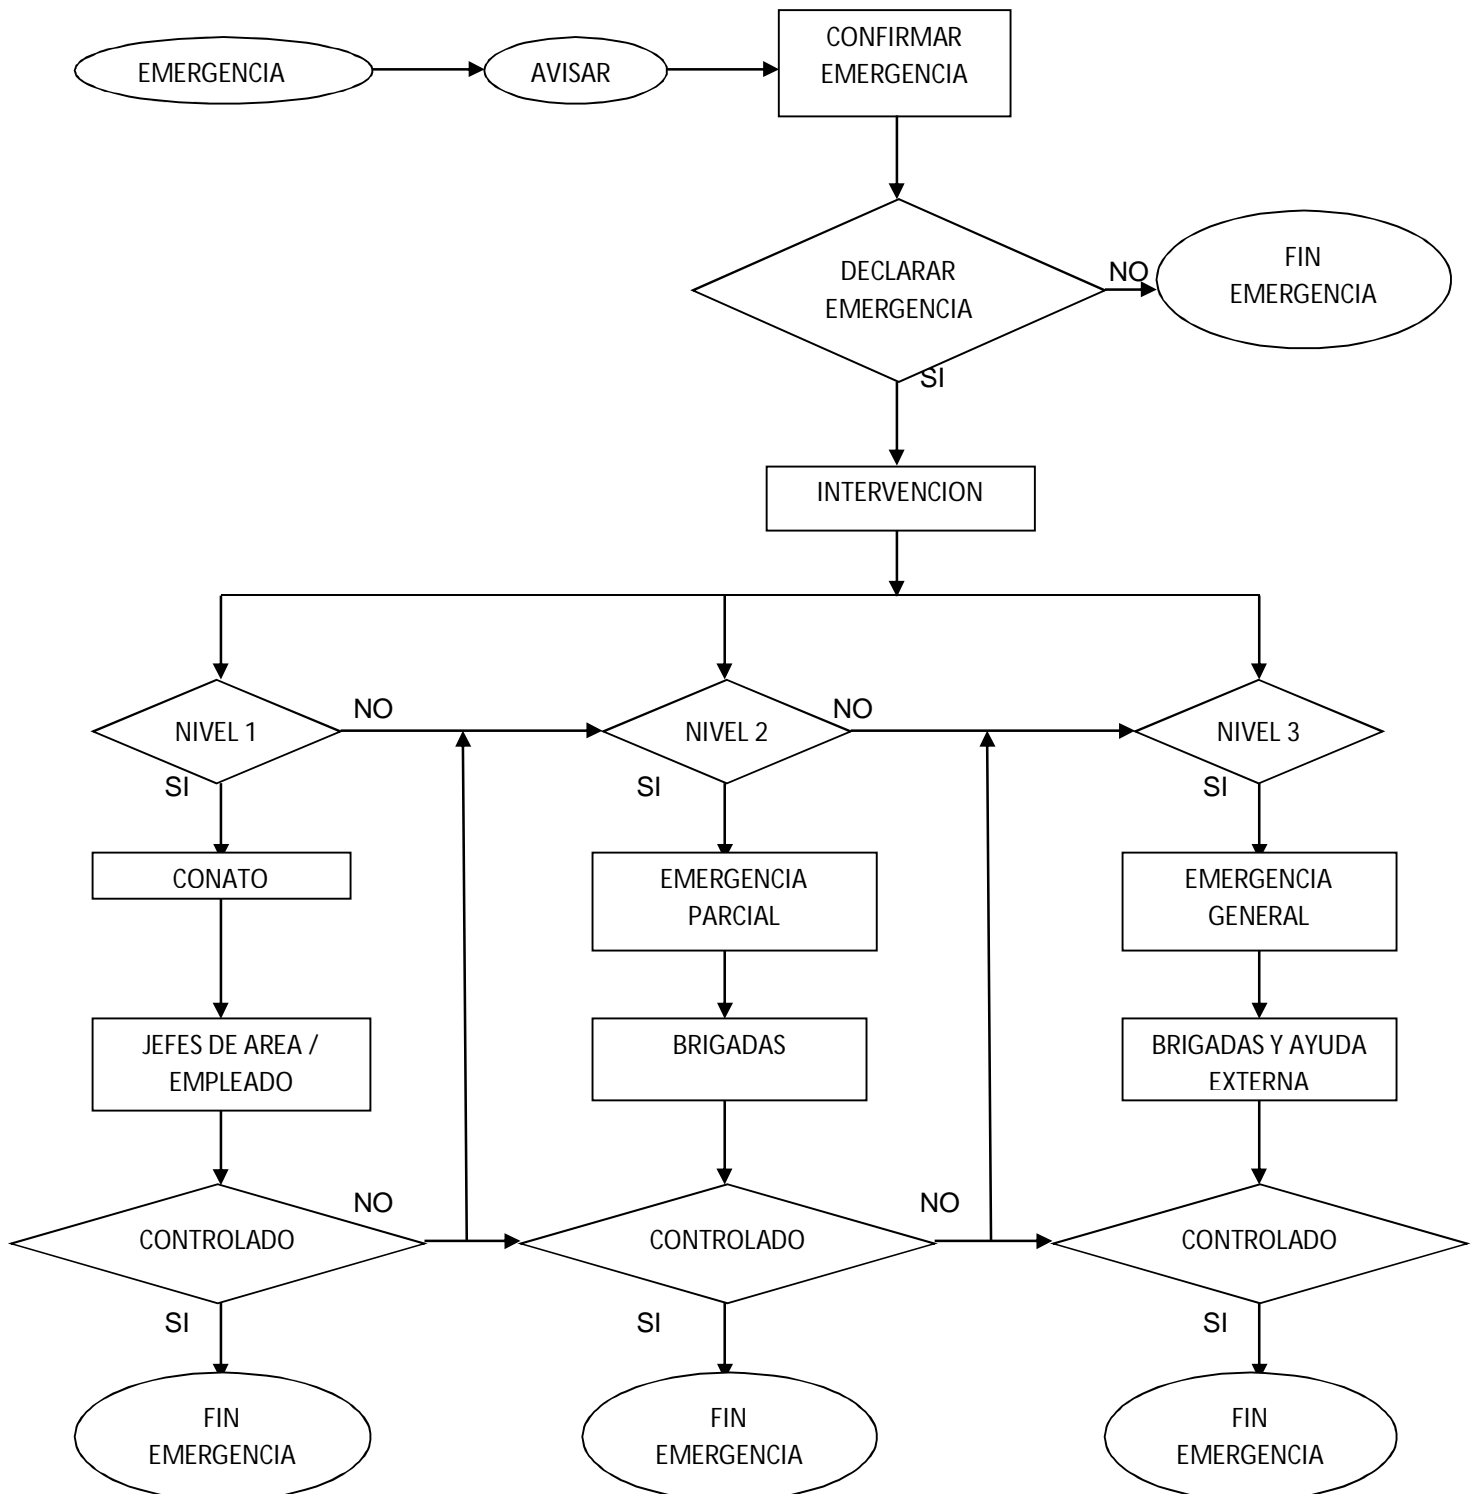 EMERGENCIA
AVISAR
CONFIRMAR
EMERGENCIA
DECLARAR
EMERGENCIA
NO
FIN
EMERGENCIA
SI
INTERVENCION
NIVEL 1
NO
NIVEL 2
NO
NIVEL 3
SI
SI
SI
CONATO
EMERGENCIA
PARCIAL
EMERGENCIA
GENERAL
JEFES DE AREA /
EMPLEADO
BRIGADAS
BRIGADAS Y AYUDA
EXTERNA
CONTROLADO
NO
CONTROLADO
NO
CONTROLADO
SI
SI
SI
FIN
EMERGENCIA
FIN
EMERGENCIA
FIN
EMERGENCIA